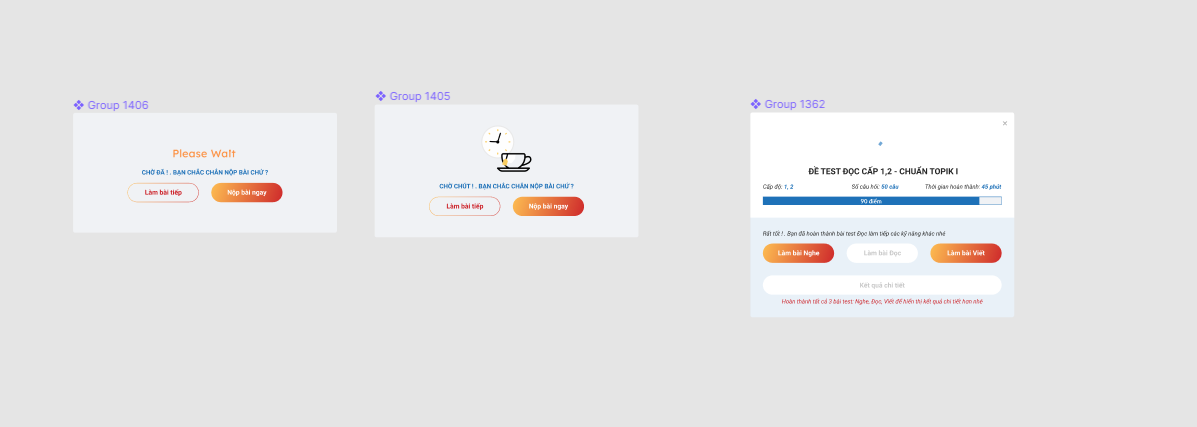 Group 1406
Please Wait
CHỜ ĐÃ ! . BẠN CHẮC CHẮN NỘP BÀI CHỨ ?
Làm bài tiếp
Nộp bài ngay
Group 1405
CHỜ CHÚT ! . BẠN CHẮC CHẮN NỘP BÀI CHỨ ?
Làm bài tiếp
Nộp bài ngay
Group 1362
ĐỀ TEST ĐỌC CẤP 1,2 - CHUẨN TOPIK I
Cấp độ: 1, 2
Số câu hỏi: 50 câu
Thời gian hoàn thành: 45 phút
90 điểm
Rất tốt ! . Bạn đã hoàn thành bài test Đọc làm tiếp các kỹ năng khác nhé
Làm bài Nghe
Làm bài Đọc
Làm bài Viết
Kết quả chi tiết
Hoàn thành tất cả 3 bài test: Nghe, Đọc, Viết để hiển thị kết quả chi tiết hơn nhé